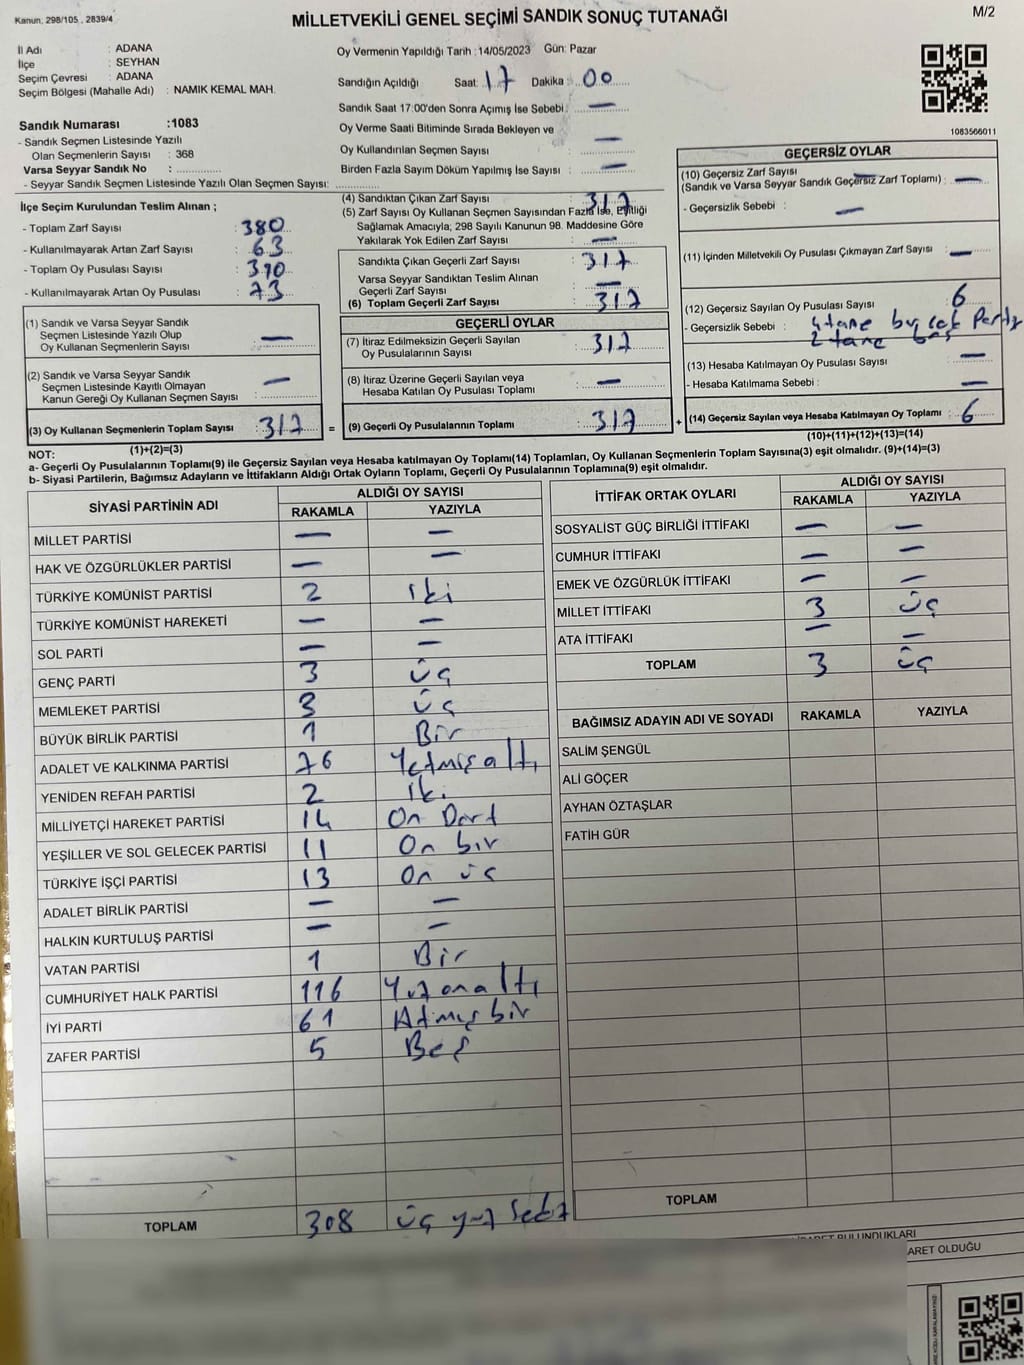 Kanun: 298/105 , 2839/4
MİLLETVEKİLİ GENEL SEÇİMİ SANDIK SONUÇ TUTANAĞI
M/2
İl Adı : ADANA
İlçe : SEYHAN
Seçim Çevresi : ADANA
Seçim Bölgesi (Mahalle Adı) : NAMIK KEMAL MAH.
Sandık Numarası :1083
- Sandık Seçmen Listesinde Yazılı
Olan Seçmenlerin Sayısı : 368
Varsa Seyyar Sandık No :
- Seyyar Sandık Seçmen Listesinde Yazılı Olan Seçmen Sayısı:
Oy Vermenin Yapıldığı Tarih :14/05/2023 Gün: Pazar
Sandığın Açıldığı Saat: 17 Dakika : 00
Sandık Saat 17:00'den Sonra Açımış İse Sebebi : —
Oy Verme Saati Bitiminde Sırada Bekleyen ve
Oy Kullandırılan Seçmen Sayısı : —
Birden Fazla Sayım Döküm Yapılmış İse Sayısı : —
1083566011
İlçe Seçim Kurulundan Teslim Alınan ;
- Toplam Zarf Sayısı : 380
- Kullanılmayarak Artan Zarf Sayısı : 63
- Toplam Oy Pusulası Sayısı : 390
- Kullanılmayarak Artan Oy Pusulası : 73
(4) Sandıktan Çıkan Zarf Sayısı : 317
(5) Zarf Sayısı Oy Kullanan Seçmen Sayısından Fazla İse, Eşitliği
Sağlamak Amacıyla, 298 Sayılı Kanunun 98. Maddesine Göre
Yakılarak Yok Edilen Zarf Sayısı : —
Sandıkta Çıkan Geçerli Zarf Sayısı : 317
Varsa Seyyar Sandıktan Teslim Alınan
Geçerli Zarf Sayısı : —
(6) Toplam Geçerli Zarf Sayısı : 317
GEÇERSİZ OYLAR
(10) Geçersiz Zarf Sayısı
(Sandık ve Varsa Seyyar Sandık Geçersiz Zarf Toplamı) : —
- Geçersizlik Sebebi : —
(11) İçinden Milletvekili Oy Pusulası Çıkmayan Zarf Sayısı : —
(12) Geçersiz Sayılan Oy Pusulası Sayısı : 6
- Geçersizlik Sebebi : 4 tane Partiy
2 tane boş
(13) Hesaba Katılmayan Oy Pusulası Sayısı : —
- Hesaba Katılmama Sebebi : —
(14) Geçersiz Sayılan veya Hesaba Katılmayan Oy Toplamı : 6
(10)+(11)+(12)+(13)=(14)
(1) Sandık ve Varsa Seyyar Sandık
Seçmen Listesinde Yazılı Olup
Oy Kullanan Seçmenlerin Sayısı : —
(2) Sandık ve Varsa Seyyar Sandık
Seçmen Listesinde Kayıtlı Olmayan
Kanun Gereği Oy Kullanan Seçmen Sayısı : —
(3) Oy Kullanan Seçmenlerin Toplam Sayısı : 317 =
(1)+(2)=(3)
GEÇERLİ OYLAR
(7) İtiraz Edilmeksizin Geçerli Sayılan
Oy Pusulalarının Sayısı : 317
(8) İtiraz Üzerine Geçerli Sayılan veya
Hesaba Katılan Oy Pusulası Toplamı : —
(9) Geçerli Oy Pusulalarının Toplamı : 317 +
NOT:
a- Geçerli Oy Pusulalarının Toplamı(9) ile Geçersiz Sayılan veya Hesaba katılmayan Oy Toplamı(14) Toplamları, Oy Kullanan Seçmenlerin Toplam Sayısına(3) eşit olmalıdır. (9)+(14)=(3)
b- Siyasi Partilerin, Bağımsız Adayların ve İttifakların Aldığı Ortak Oyların Toplamı, Geçerli Oy Pusulalarının Toplamına(9) eşit olmalıdır.
SİYASİ PARTİNİN ADI ALDIĞI OY SAYISI
RAKAMLA YAZIYLA
MİLLET PARTİSİ — —
HAK VE ÖZGÜRLÜKLER PARTİSİ — —
TÜRKİYE KOMÜNİST PARTİSİ 2 iki
TÜRKİYE KOMÜNİST HAREKETİ — —
SOL PARTİ — —
GENÇ PARTİ 3 üç
MEMLEKET PARTİSİ 3 üç
BÜYÜK BİRLİK PARTİSİ 1 Bir
ADALET VE KALKINMA PARTİSİ 76 Yetmişaltı
YENİDEN REFAH PARTİSİ 2 iki
MİLLİYETÇİ HAREKET PARTİSİ 14 On Dört
YEŞİLLER VE SOL GELECEK PARTİSİ 11 On bir
TÜRKİYE İŞÇİ PARTİSİ 13 On üç
ADALET BİRLİK PARTİSİ — —
HALKIN KURTULUŞ PARTİSİ — —
VATAN PARTİSİ 1 Bir
CUMHURİYET HALK PARTİSİ 116 Yüzonaltı
İYİ PARTİ 61 Atmış bir
ZAFER PARTİSİ 5 Beş
TOPLAM 308 üç yüz Sekiz
İTTİFAK ORTAK OYLARI ALDIĞI OY SAYISI
RAKAMLA YAZIYLA
SOSYALİST GÜÇ BİRLİĞİ İTTİFAKI — —
CUMHUR İTTİFAKI — —
EMEK VE ÖZGÜRLÜK İTTİFAKI — —
MİLLET İTTİFAKI 3 üç
ATA İTTİFAKI — —
TOPLAM 3 üç
BAĞIMSIZ ADAYIN ADI VE SOYADI RAKAMLA YAZIYLA
SALİM ŞENGÜL
ALİ GÖÇER
AYHAN ÖZTAŞLAR
FATİH GÜR
TOPLAM
BULUNDUKLARI
ARET OLDUĞU